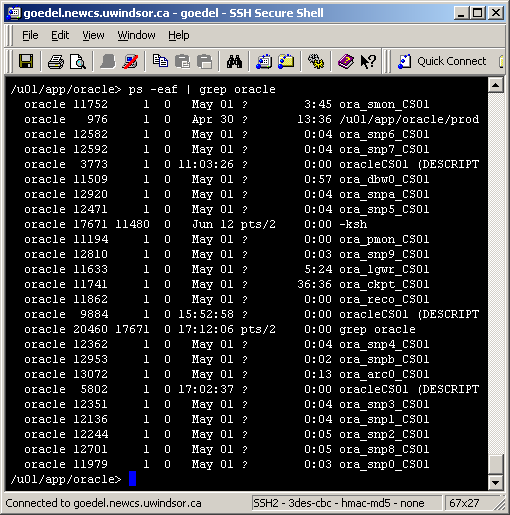 goedel.newcs.uwindsor.ca - goedel - SSH Secure Shell
File Edit View Window Help
Quick Connect
/u01/app/oracle> ps -eaf | grep oracle
oracle 11752 1 0 May 01 ? 3:45 ora_smon_CS01
oracle 976 1 0 Apr 30 ? 13:36 /u01/app/oracle/prod
oracle 12582 1 0 May 01 ? 0:04 ora_snp6_CS01
oracle 12592 1 0 May 01 ? 0:04 ora_snp7_CS01
oracle 3773 1 0 11:03:26 ? 0:00 oracleCS01 (DESCRIPT
oracle 11509 1 0 May 01 ? 0:57 ora_dbw0_CS01
oracle 12920 1 0 May 01 ? 0:04 ora_snpa_CS01
oracle 12471 1 0 May 01 ? 0:04 ora_snp5_CS01
oracle 17671 11480 0 Jun 12 pts/2 0:00 -ksh
oracle 11194 1 0 May 01 ? 0:00 ora_pmon_CS01
oracle 12810 1 0 May 01 ? 0:03 ora_snp9_CS01
oracle 11633 1 0 May 01 ? 5:24 ora_lgwr_CS01
oracle 11741 1 0 May 01 ? 36:36 ora_ckpt_CS01
oracle 11862 1 0 May 01 ? 0:00 ora_reco_CS01
oracle 9884 1 0 15:52:58 ? 0:00 oracleCS01 (DESCRIPT
oracle 20460 17671 0 17:12:06 pts/2 0:00 grep oracle
oracle 12362 1 0 May 01 ? 0:04 ora_snp4_CS01
oracle 12953 1 0 May 01 ? 0:02 ora_snpb_CS01
oracle 13072 1 0 May 01 ? 0:13 ora_arc0_CS01
oracle 5802 1 0 17:02:37 ? 0:00 oracleCS01 (DESCRIPT
oracle 12351 1 0 May 01 ? 0:04 ora_snp3_CS01
oracle 12136 1 0 May 01 ? 0:04 ora_snp1_CS01
oracle 12244 1 0 May 01 ? 0:05 ora_snp2_CS01
oracle 12701 1 0 May 01 ? 0:05 ora_snp8_CS01
oracle 11979 1 0 May 01 ? 0:03 ora_snp0_CS01
/u01/app/oracle>
Connected to goedel.newcs.uwindsor.ca SSH2 - 3des-cbc - hmac-md5 - none 67x27